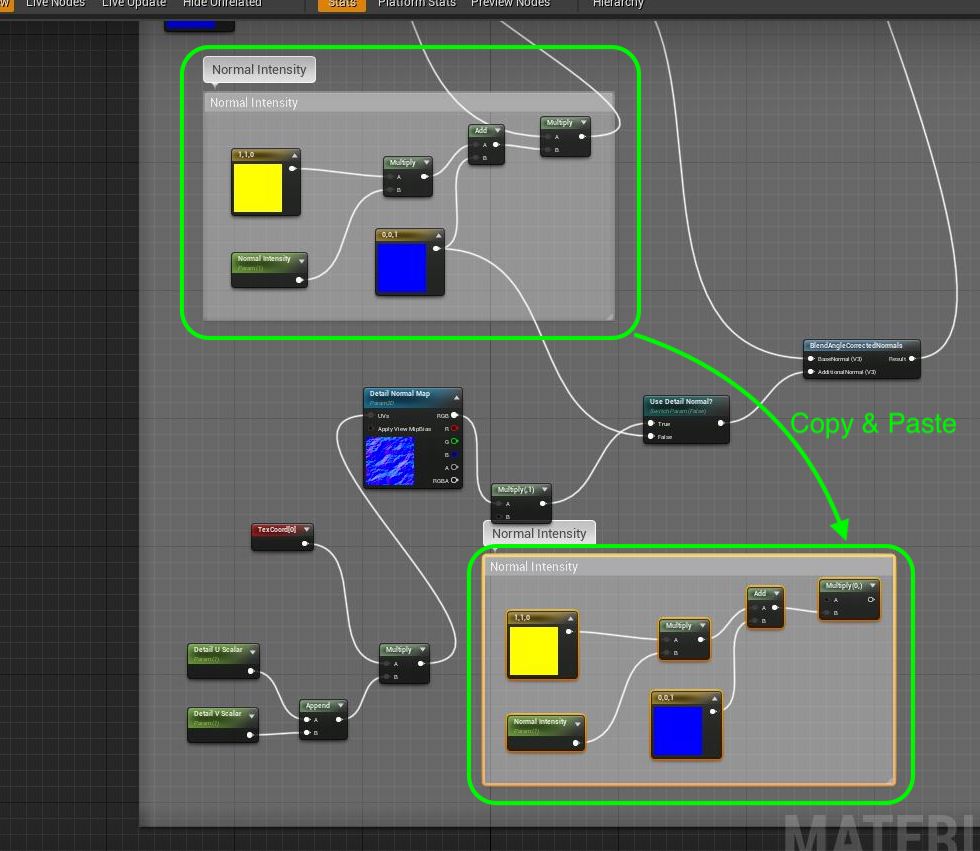 Live Nodes
Live Update
Hide Unrelated
Stats
Platform Stats
Preview Nodes
Hierarchy
Normal Intensity
Normal Intensity
1,1,0
Multiply
A
B
Add
A
B
Multiply
A
B
0,0,1
Normal Intensity
Param(1)
Detail Normal Map
Param2D
UVs
Apply View MipBias
RGB
R
G
B
A
RGBA
Use Detail Normal?
Switch Param (False)
True
False
BlendAngleCorrectedNormals
BaseNormal (V3)
AdditionalNormal (V3)
Result
Copy & Paste
Multiply(,1)
A
B
TexCoord[0]
Detail U Scalar
Param(1)
Detail V Scalar
Param(1)
Append
A
B
Multiply
A
B
Normal Intensity
Normal Intensity
1,1,0
Multiply
A
B
Add
A
B
Multiply(0,)
A
B
0,0,1
Normal Intensity
Param(1)
MATERI